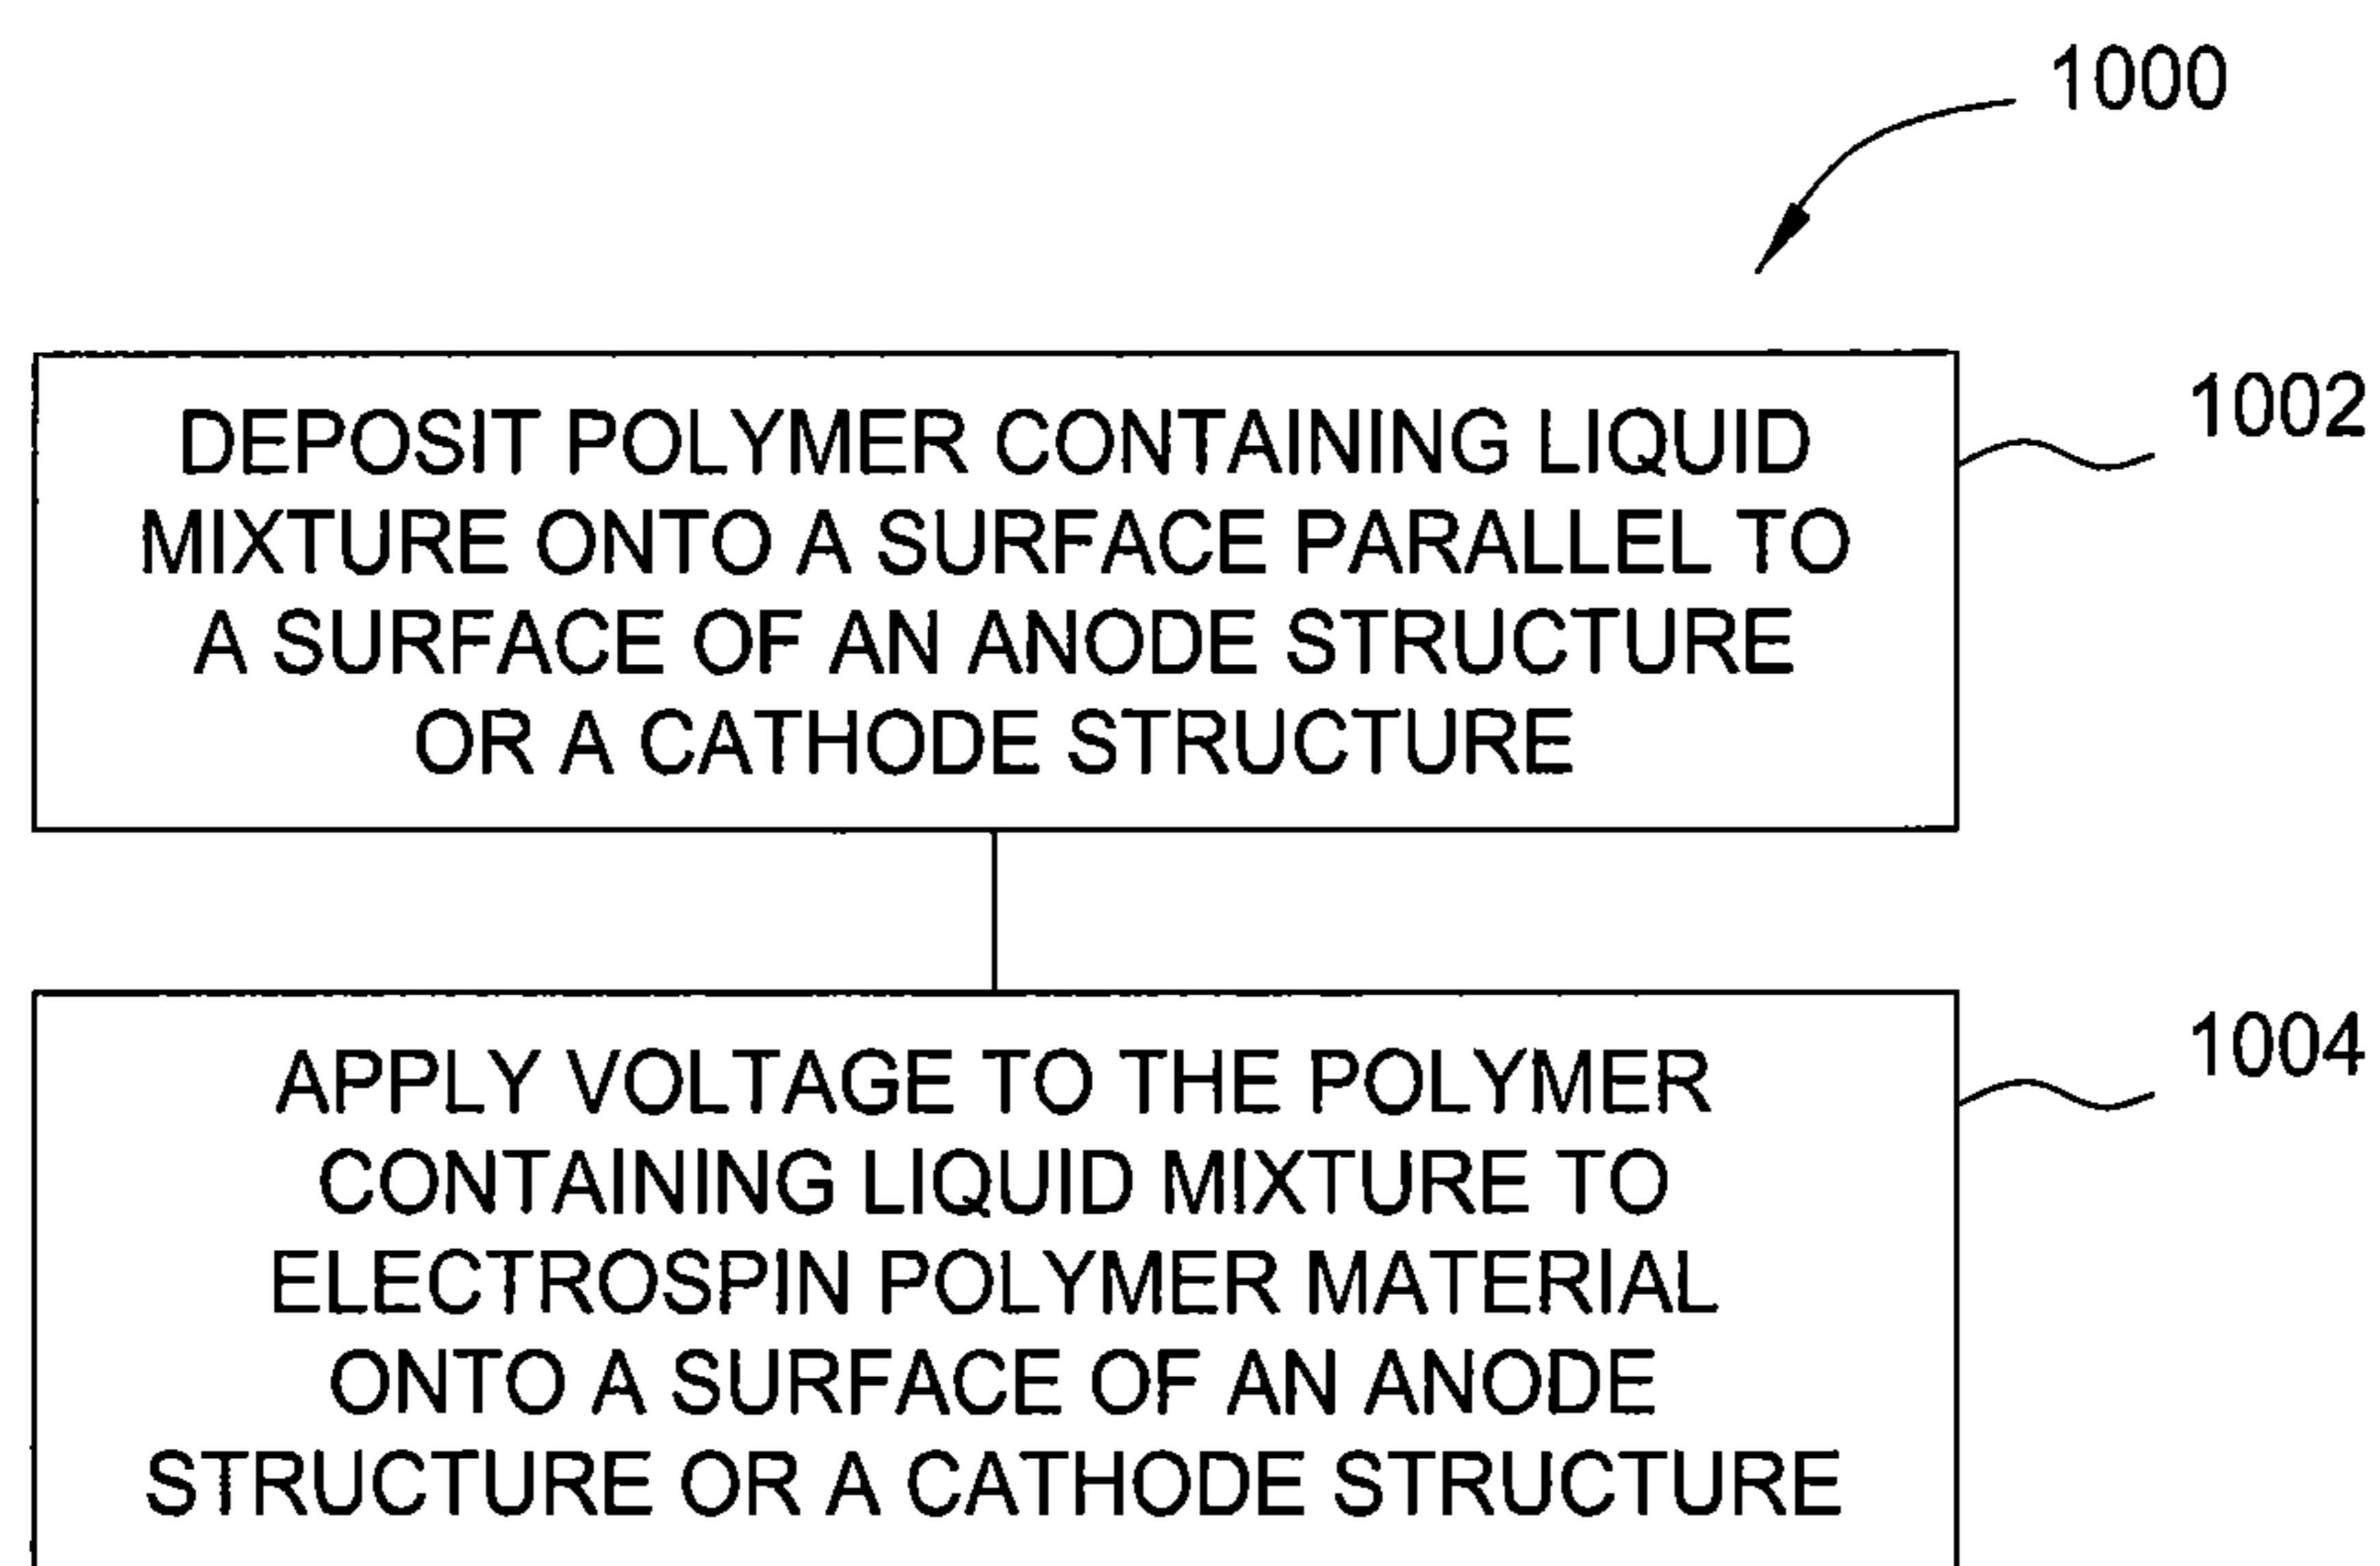 1000
DEPOSIT POLYMER CONTAINING LIQUID
MIXTURE ONTO A SURFACE PARALLEL TO
A SURFACE OF AN ANODE STRUCTURE
OR A CATHODE STRUCTURE
1002
APPLY VOLTAGE TO THE POLYMER
CONTAINING LIQUID MIXTURE TO
ELECTROSPIN POLYMER MATERIAL
ONTO A SURFACE OF AN ANODE
STRUCTURE OR A CATHODE STRUCTURE
1004